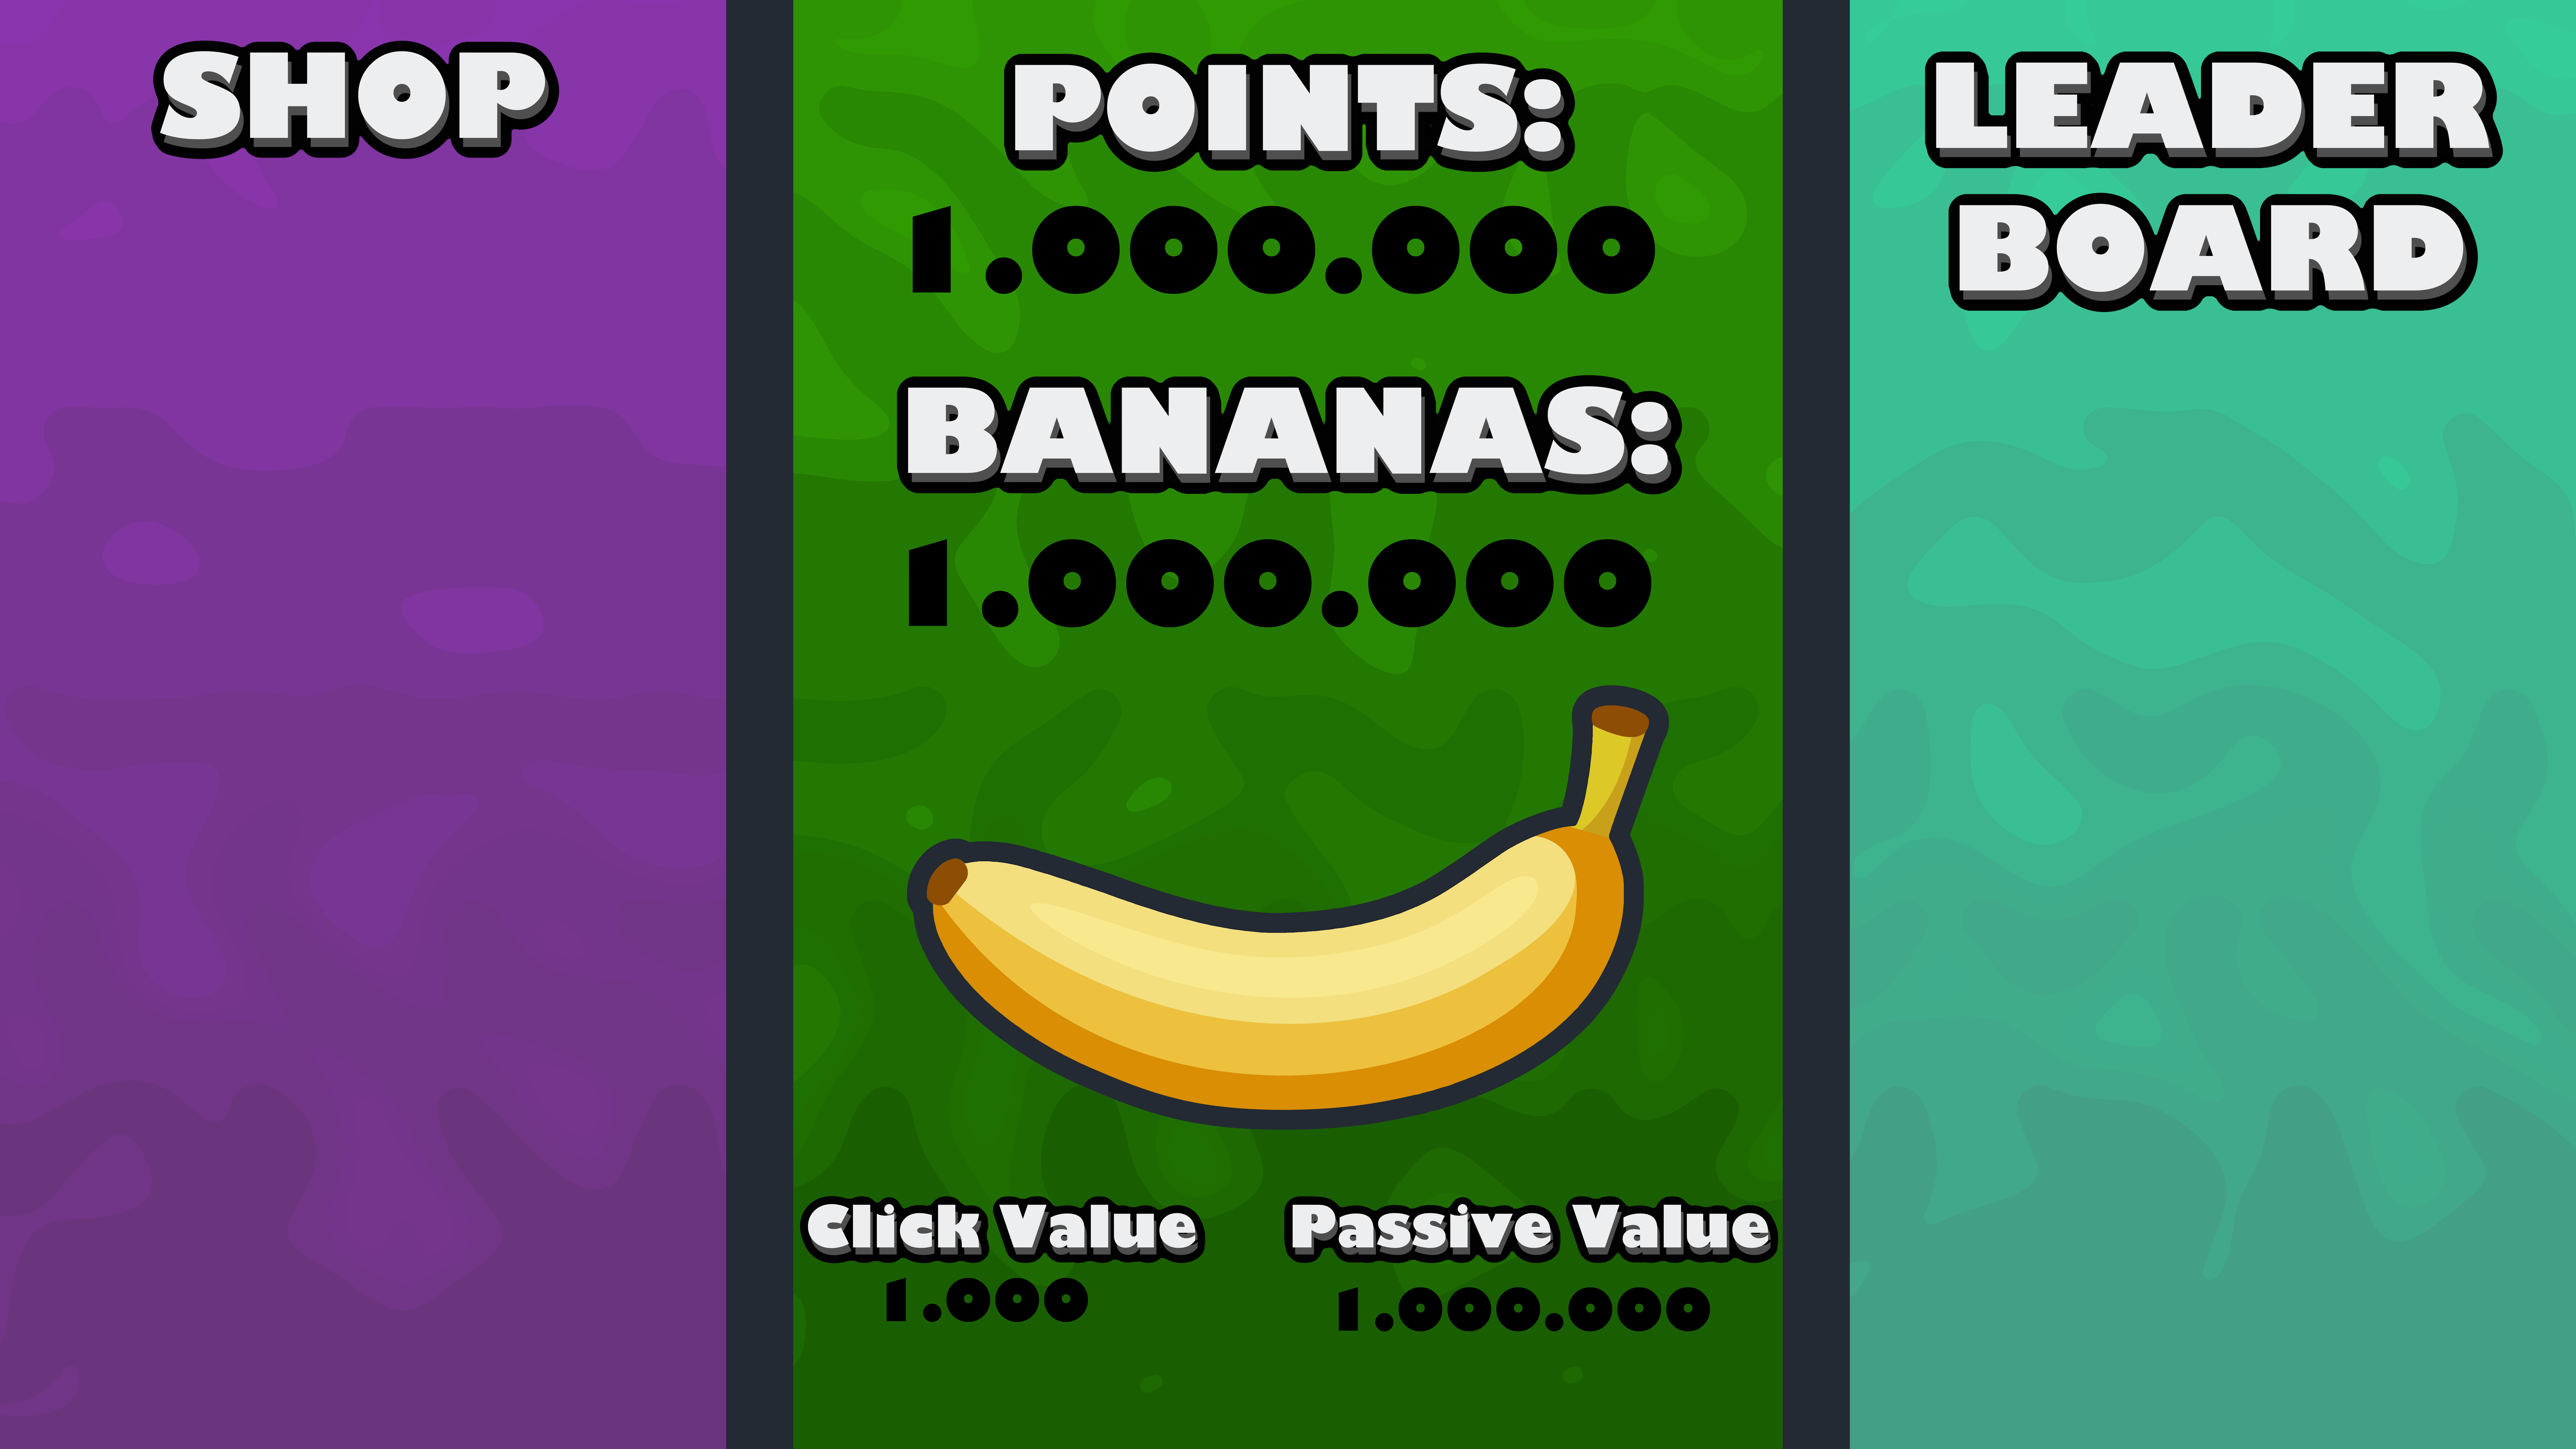 SHOP
POINTS:
1.000.000
BANANAS:
1.000.000
Click Value
1.000
Passive Value
1.000.000
LEADER
BOARD